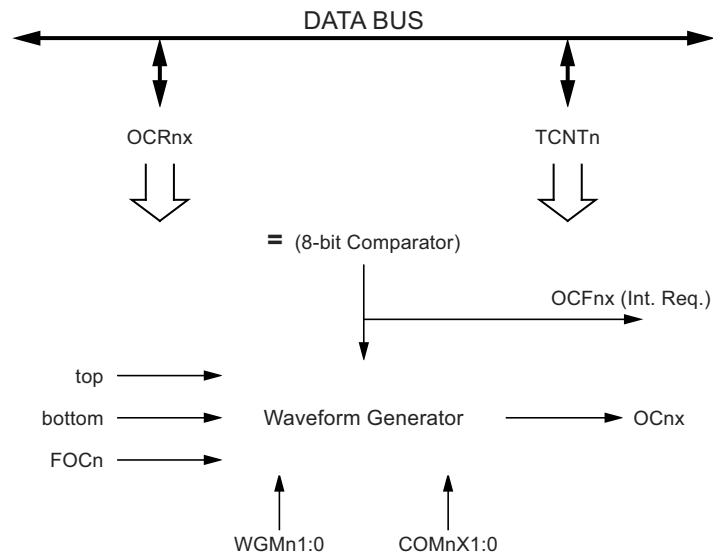 DATA BUS
OCRnx
TCNTn
= (8-bit Comparator)
OCFnx (Int. Req.)
top
bottom
Waveform Generator
OCnx
FOCn
WGMn1:0
COMnX1:0